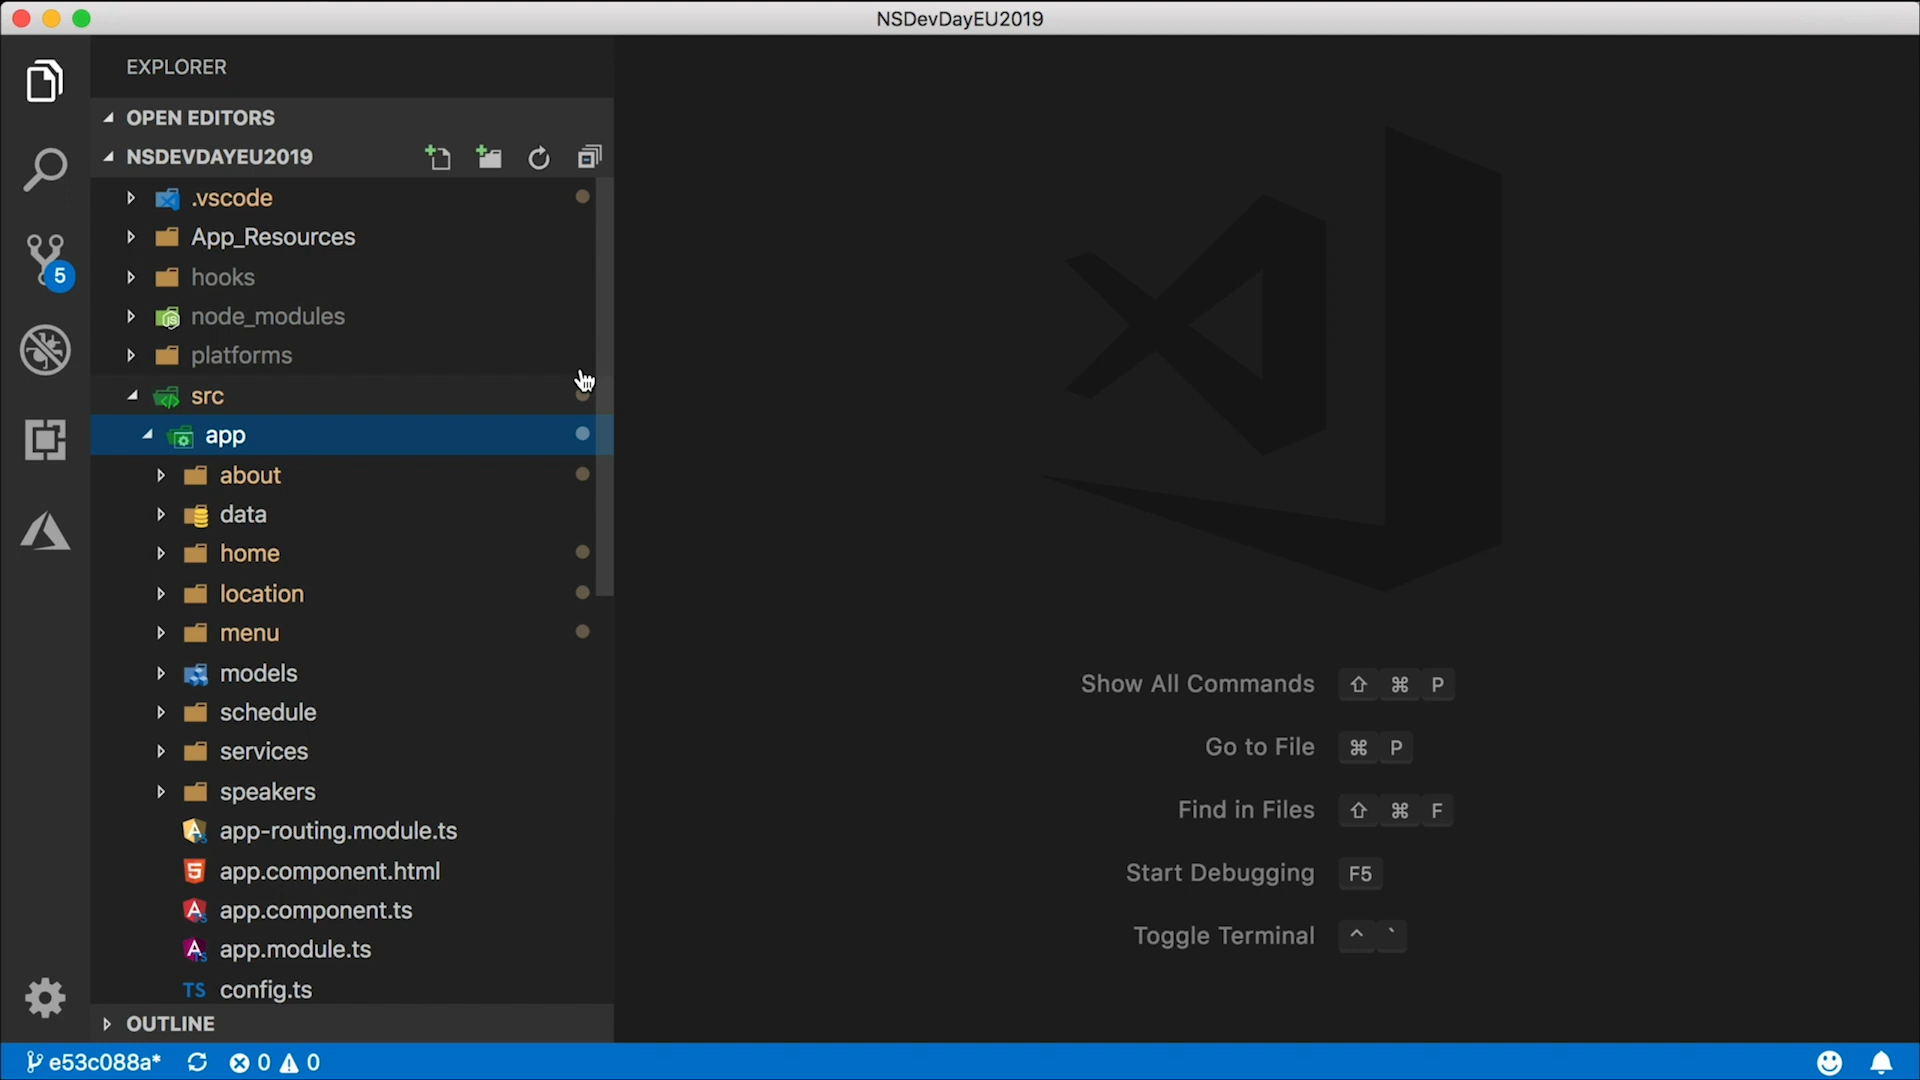 NSDevDayEU2019
EXPLORER
OPEN EDITORS
NSDEVDAYEU2019
.vscode
App_Resources
hooks
node_modules
platforms
src
app
about
data
home
location
menu
models
schedule
services
speakers
app-routing.module.ts
app.component.html
app.component.ts
app.module.ts
TS config.ts
OUTLINE
5
Show All Commands ⇧ ⌘ P
Go to File ⌘ P
Find in Files ⇧ ⌘ F
Start Debugging F5
Toggle Terminal ^ `
e53c088a* 0 0